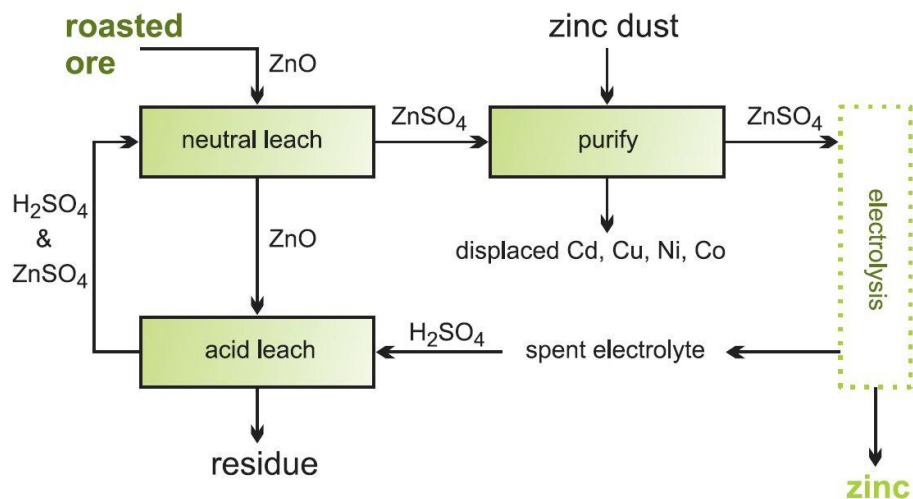 roasted
ore
ZnO
zinc dust
neutral leach
ZnSO₄
purify
ZnSO₄
electrolysis
H₂SO₄
&
ZnSO₄
ZnO
displaced Cd, Cu, Ni, Co
acid leach
H₂SO₄
spent electrolyte
residue
zinc